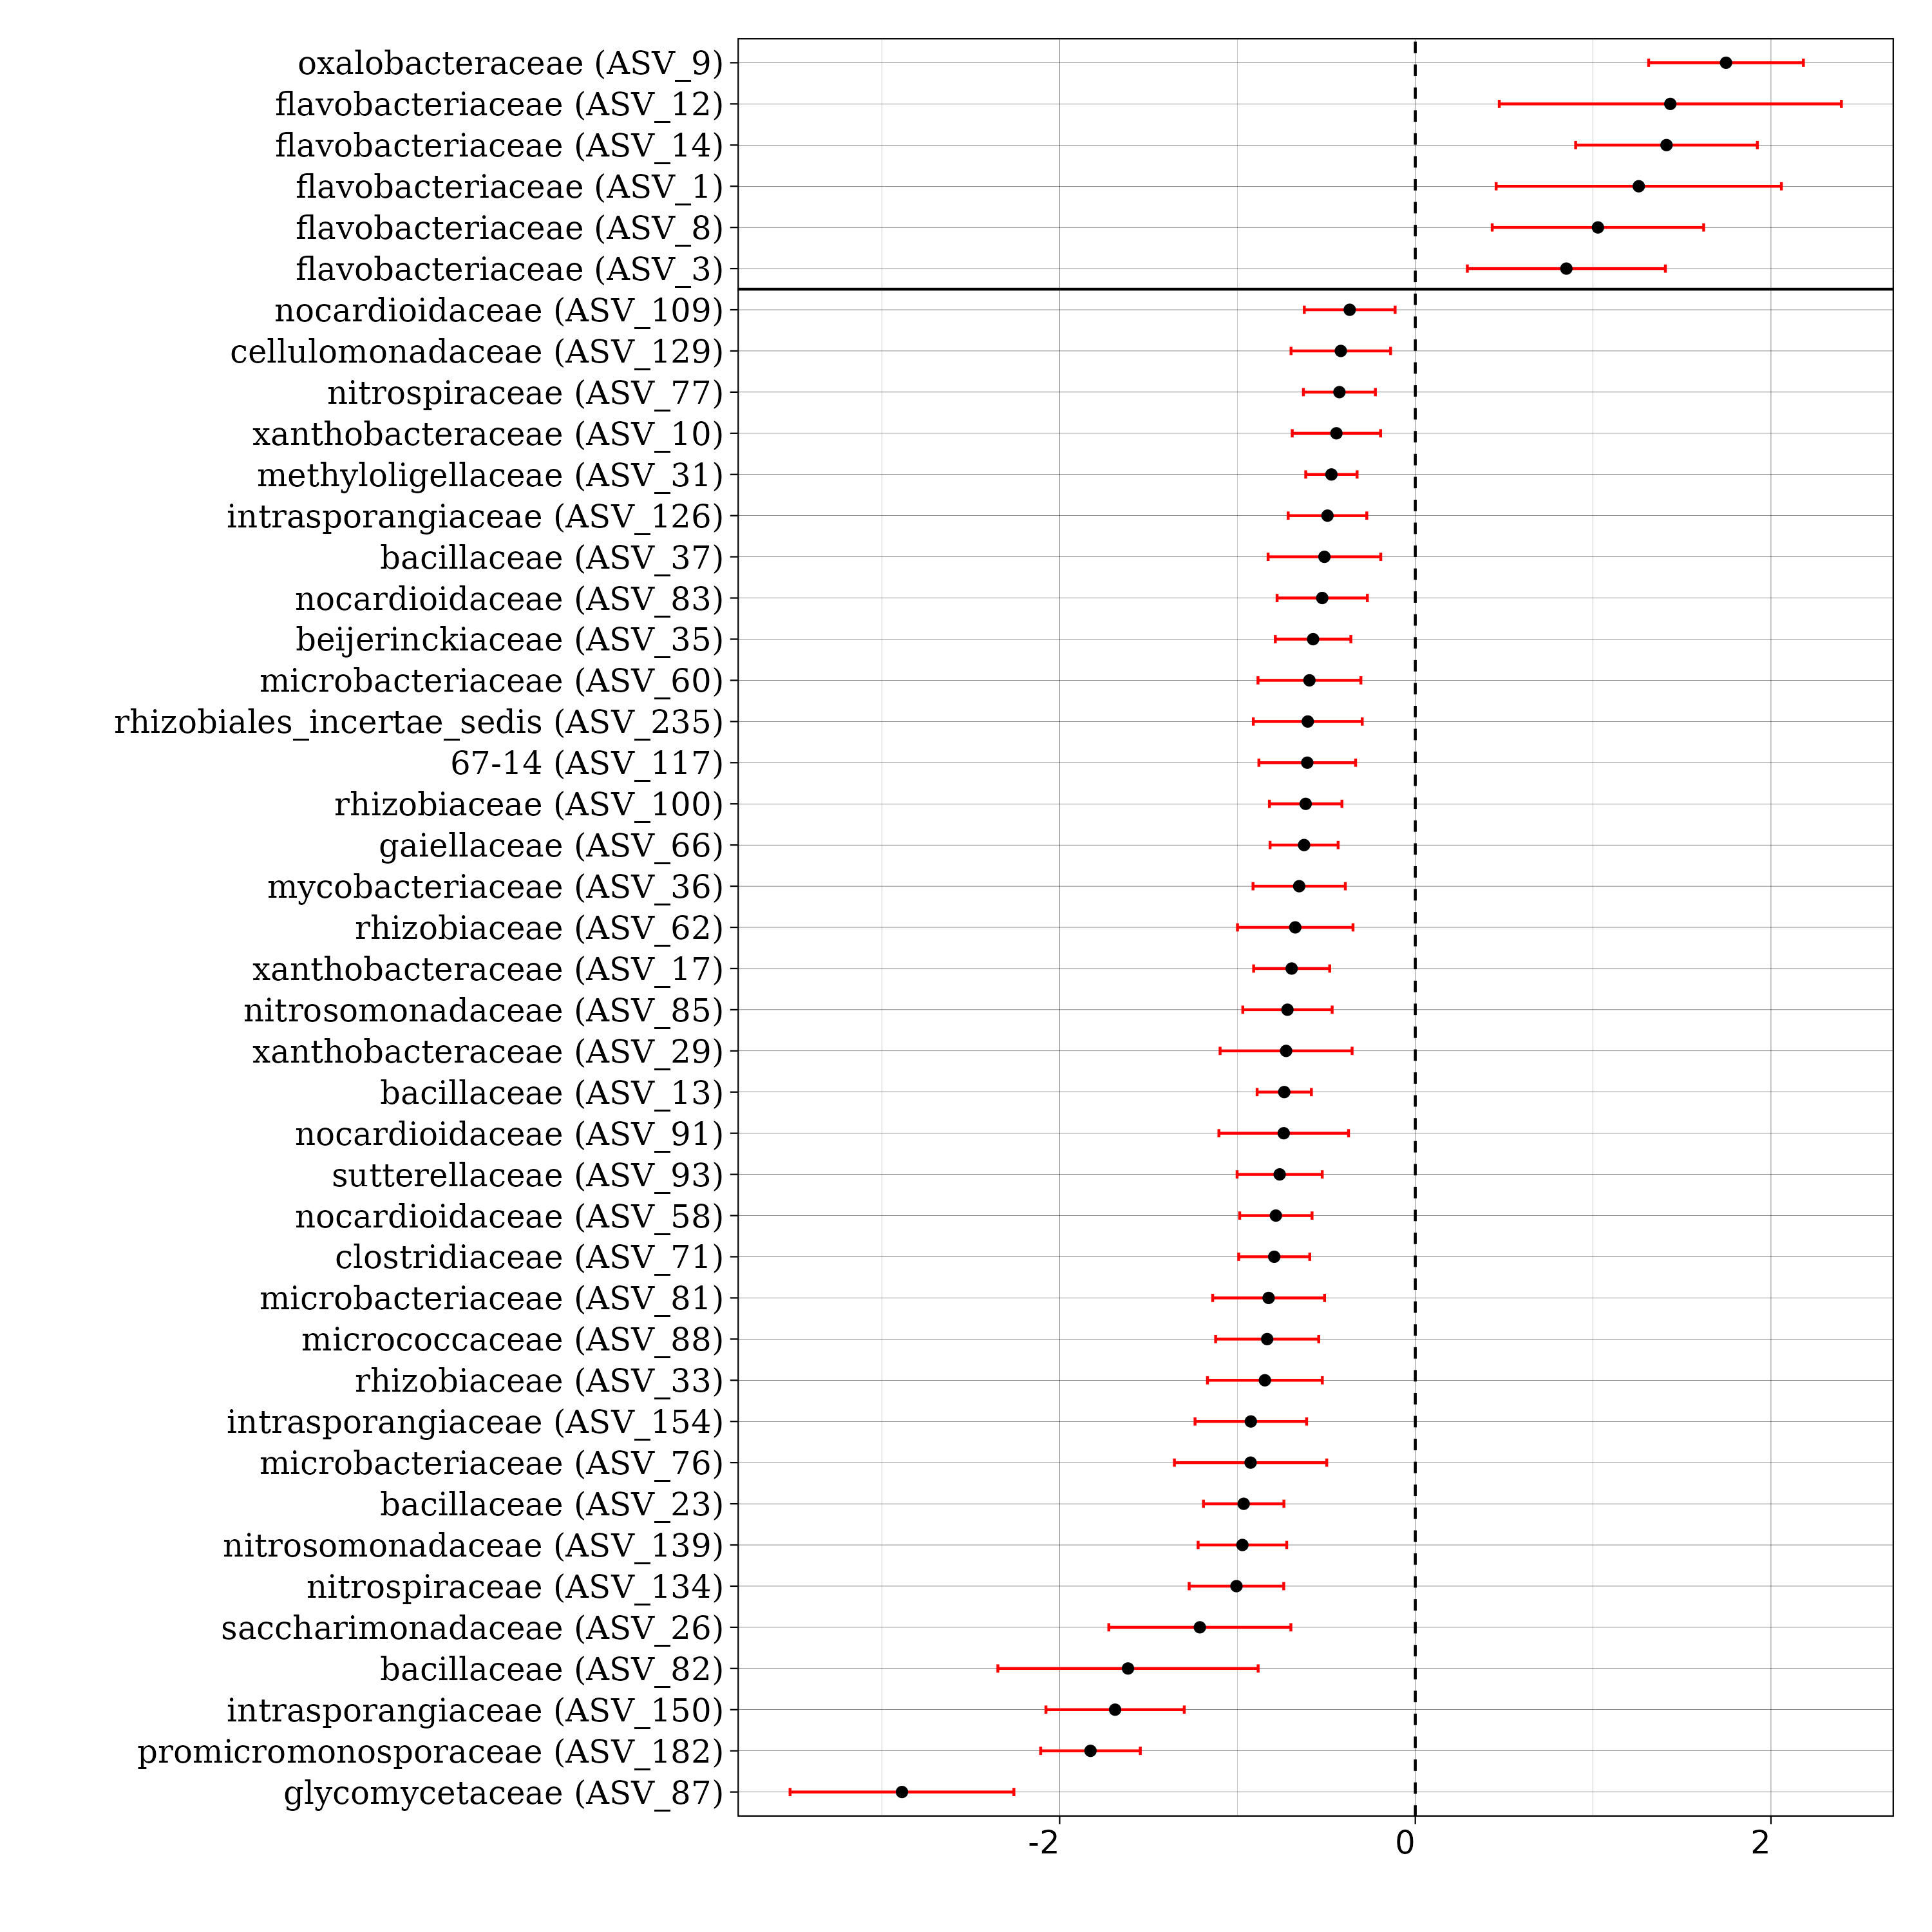 oxalobacteraceae (ASV_9)
flavobacteriaceae (ASV_12)
flavobacteriaceae (ASV_14)
flavobacteriaceae (ASV_1)
flavobacteriaceae (ASV_8)
flavobacteriaceae (ASV_3)
nocardioidaceae (ASV_109)
cellulomonadaceae (ASV_129)
nitrospiraceae (ASV_77)
xanthobacteraceae (ASV_10)
methyloligellaceae (ASV_31)
intrasporangiaceae (ASV_126)
bacillaceae (ASV_37)
nocardioidaceae (ASV_83)
beijerinckiaceae (ASV_35)
microbacteriaceae (ASV_60)
rhizobiales_incertae_sedis (ASV_235)
67-14 (ASV_117)
rhizobiaceae (ASV_100)
gaiellaceae (ASV_66)
mycobacteriaceae (ASV_36)
rhizobiaceae (ASV_62)
xanthobacteraceae (ASV_17)
nitrosomonadaceae (ASV_85)
xanthobacteraceae (ASV_29)
bacillaceae (ASV_13)
nocardioidaceae (ASV_91)
sutterellaceae (ASV_93)
nocardioidaceae (ASV_58)
clostridiaceae (ASV_71)
microbacteriaceae (ASV_81)
micrococcaceae (ASV_88)
rhizobiaceae (ASV_33)
intrasporangiaceae (ASV_154)
microbacteriaceae (ASV_76)
bacillaceae (ASV_23)
nitrosomonadaceae (ASV_139)
nitrospiraceae (ASV_134)
saccharimonadaceae (ASV_26)
bacillaceae (ASV_82)
intrasporangiaceae (ASV_150)
promicromonosporaceae (ASV_182)
glycomycetaceae (ASV_87)
-2 0 2